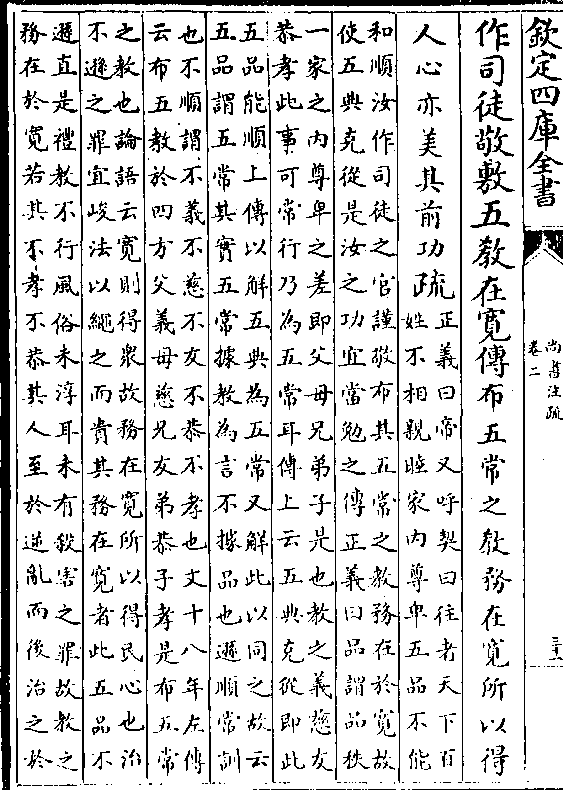 欽定四庫全書
尚書注疏
卷二
作司徒敬敷五教在寛傳布五常之教務在寛所以得
人心亦美其前功疏
正義曰帝又呼契曰往者天下百
姓不相親睦家内尊卑五品不能
和順汝作司徒之官謹敬布其五常之教務在於寛故
使五典克從是汝之功宜當勉之傳正義曰品謂品秩
一家之内尊卑之差即父母兄弟子是也教之義慈友
恭孝此事可常行乃為五常耳傳上云五典克從即此
五品能順上傳以解五典為五常又解此以同之故云
五品謂五常其實五常據教為言不據品也遜順常訓
也不順謂不義不慈不友不恭不孝也文十八年左傳
云布五教於四方父義母慈兄友弟恭子孝是布五常
之教也論語云寛則得衆故務在寛所以得民心也治
不遜之罪宜峻法以繩之而貴其務在寛者此五品不
遜直是禮教不行風俗未淳耳未有殺害之罪故教之
務在於寛若其不孝不恭其人至於逆亂而後治之於